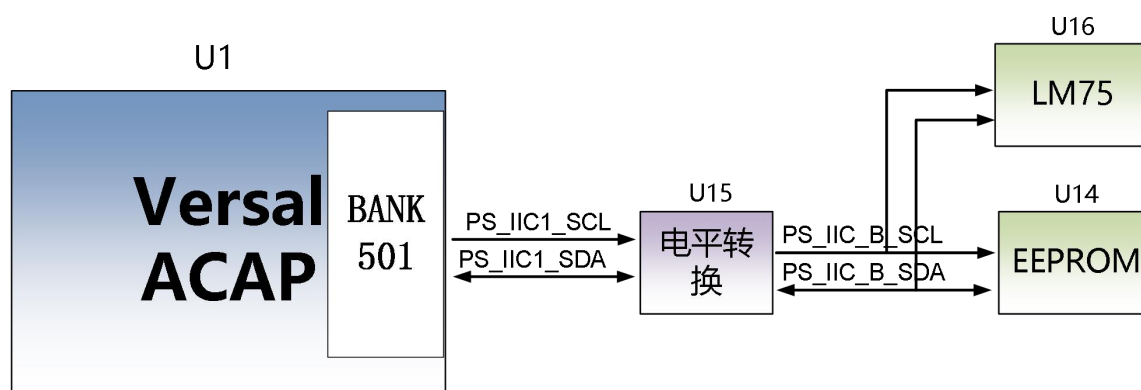 U1
Versal
ACAP
BANK
501
PS_IIC1_SCL
PS_IIC1_SDA
U15
电平转
换
PS_IIC_B_SCL
PS_IIC_B_SDA
U16
LM75
U14
EEPROM